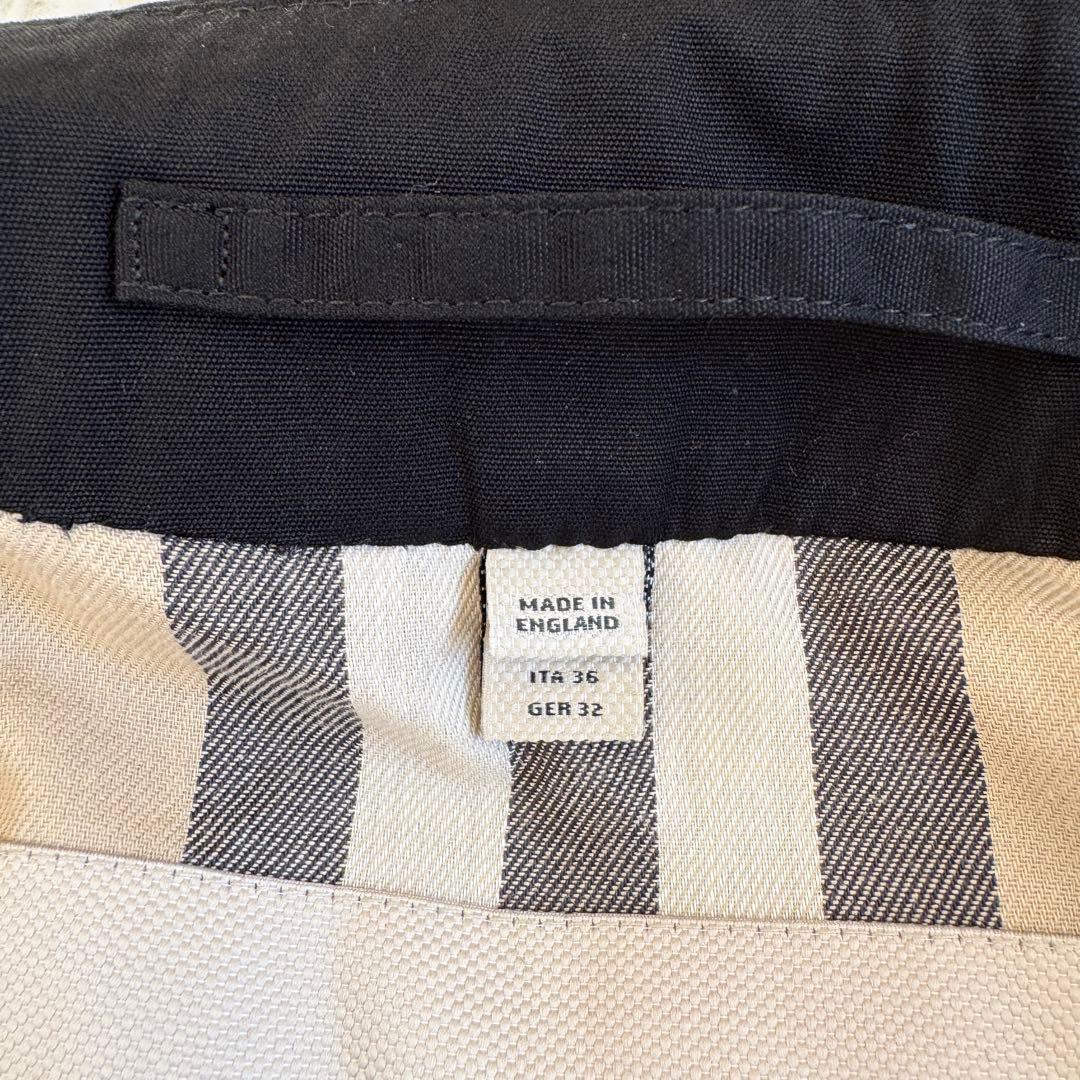 MADE IN
ENGLAND
ITA 36
GER 32